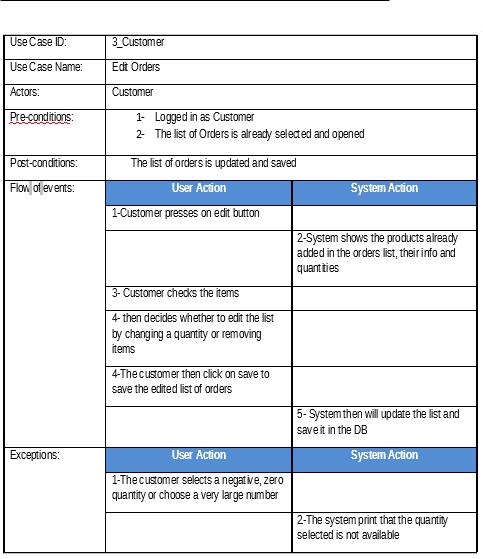 Use Case ID: 3_Customer
Use Case Name: Edit Orders
Actors: Customer
Pre-conditions: 1- Logged in as Customer
2- The list of Orders is already selected and opened
Post-conditions: The list of orders is updated and saved
Flow of events: User Action System Action
1-Customer presses on edit button
2-System shows the products already
added in the orders list, their info and
quantities
3- Customer checks the items
4- then decides whether to edit the list
by changing a quantity or removing
items
4-The customer then click on save to
save the edited list of orders
5- System then will update the list and
save it in the DB
Exceptions: User Action System Action
1-The customer selects a negative, zero
quantity or choose a very large number
2-The system print that the quantity
selected is not available